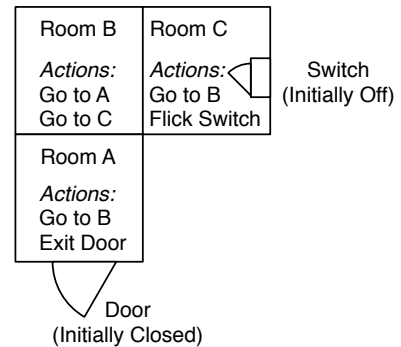 Room B
Actions:
Go to A
Go to C
Room C
Actions:
Go to B
Flick Switch
Switch
(Initially Off)
Room A
Actions:
Go to B
Exit Door
Door
(Initially Closed)